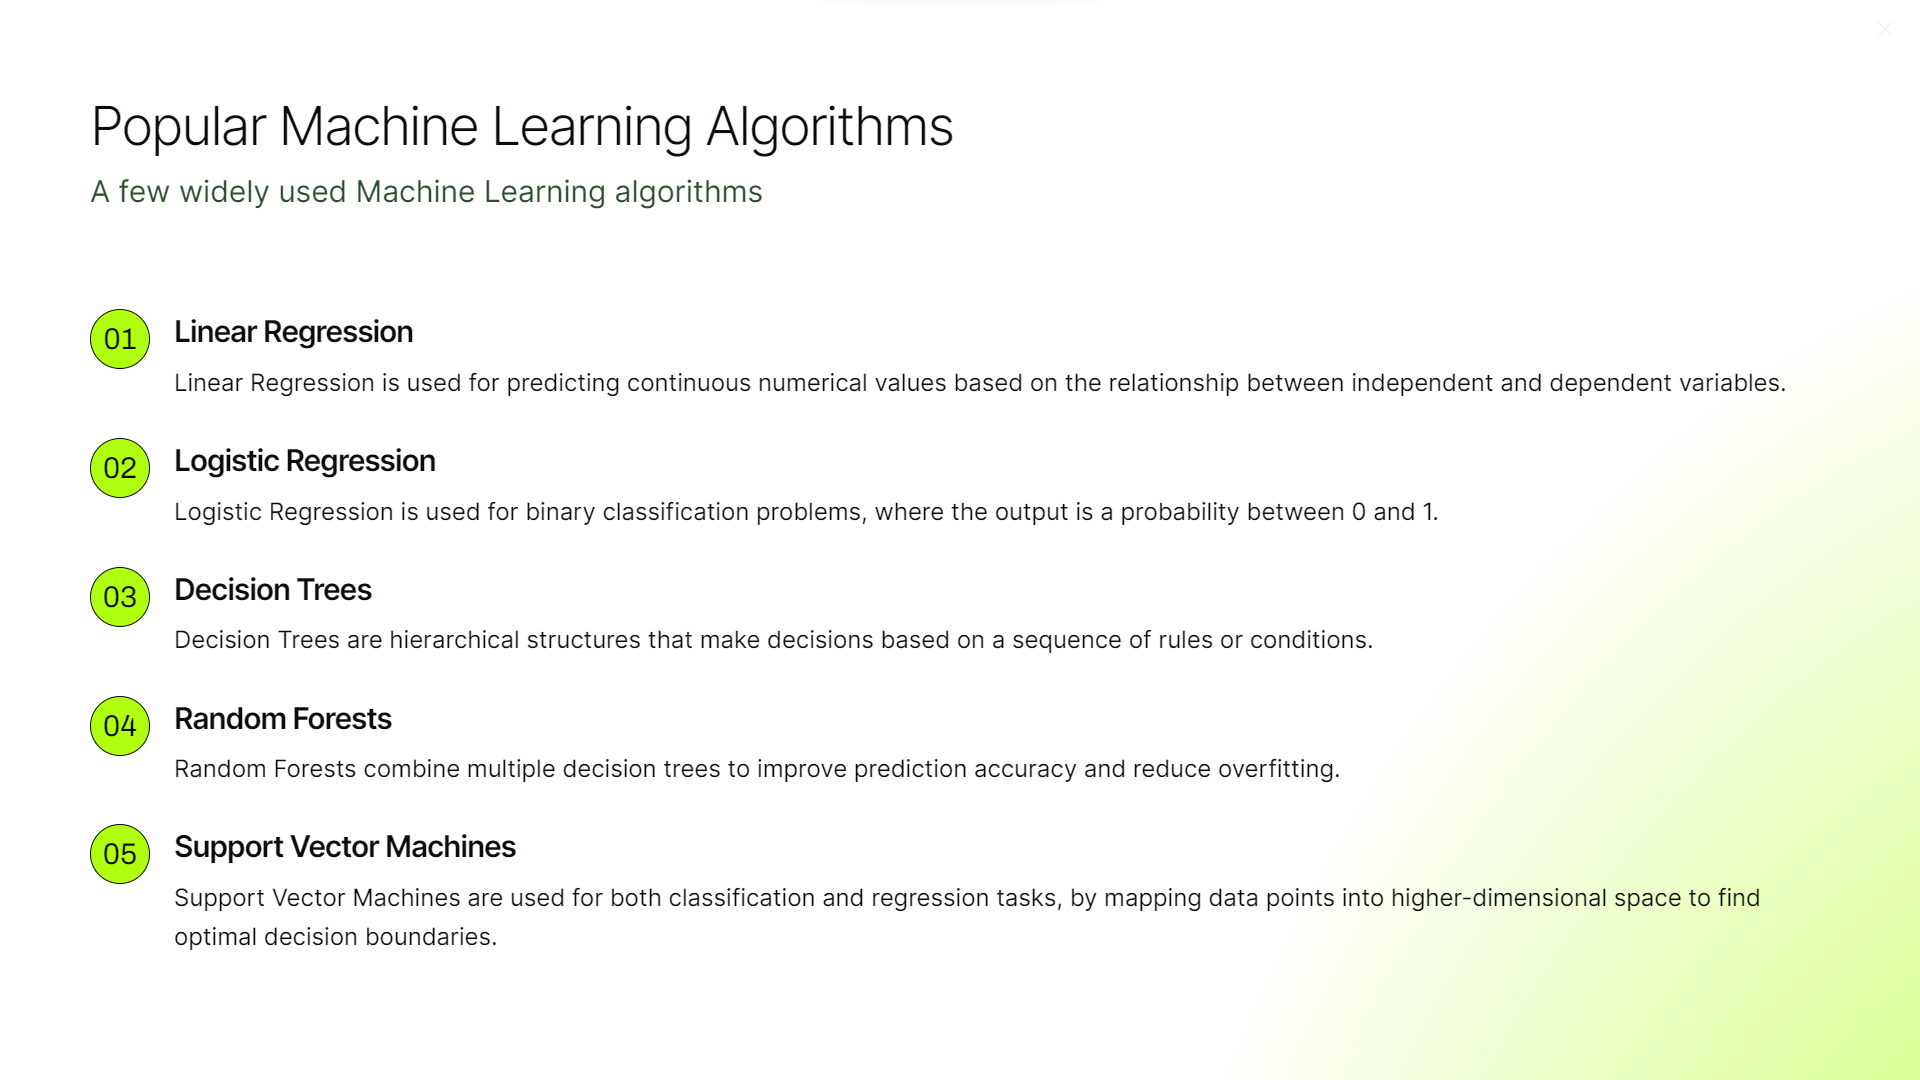 Popular Machine Learning Algorithms
A few widely used Machine Learning algorithms
01 Linear Regression
Linear Regression is used for predicting continuous numerical values based on the relationship between independent and dependent variables.
02 Logistic Regression
Logistic Regression is used for binary classification problems, where the output is a probability between 0 and 1.
03 Decision Trees
Decision Trees are hierarchical structures that make decisions based on a sequence of rules or conditions.
04 Random Forests
Random Forests combine multiple decision trees to improve prediction accuracy and reduce overfitting.
05 Support Vector Machines
Support Vector Machines are used for both classification and regression tasks, by mapping data points into higher-dimensional space to find
optimal decision boundaries.